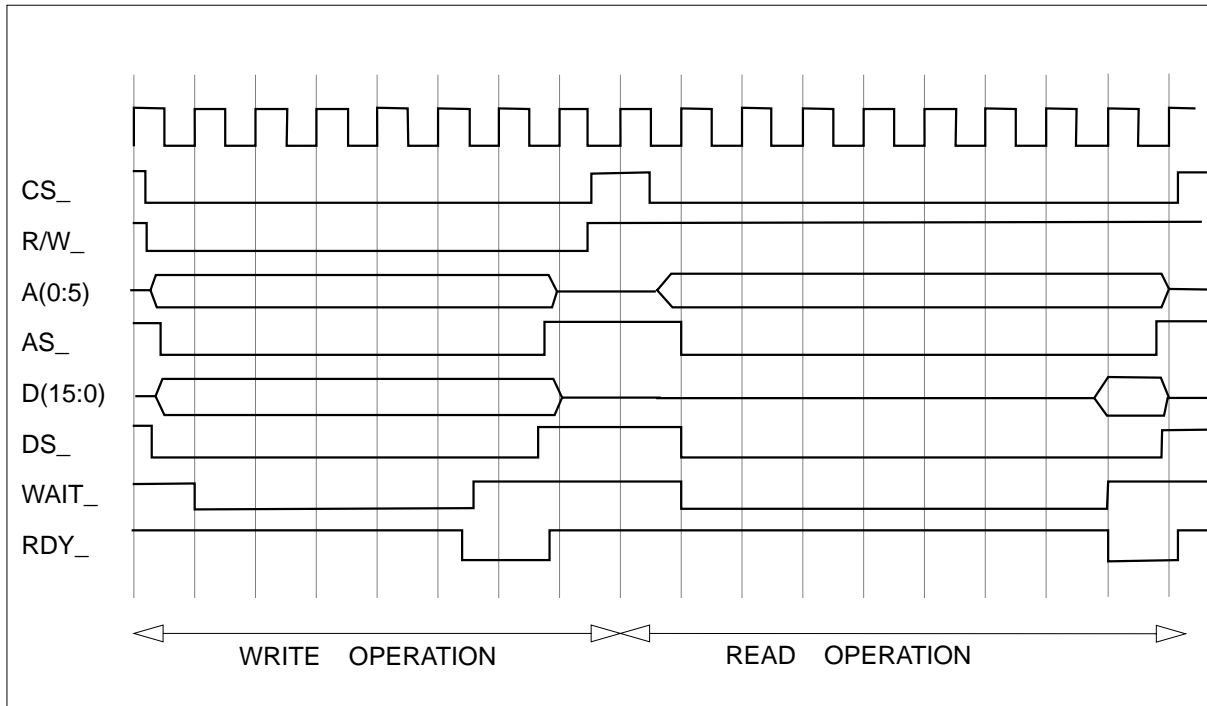 CS_
R/W_
A(0:5)
AS_
D(15:0)
DS_
WAIT_
RDY_
WRITE OPERATION
READ OPERATION